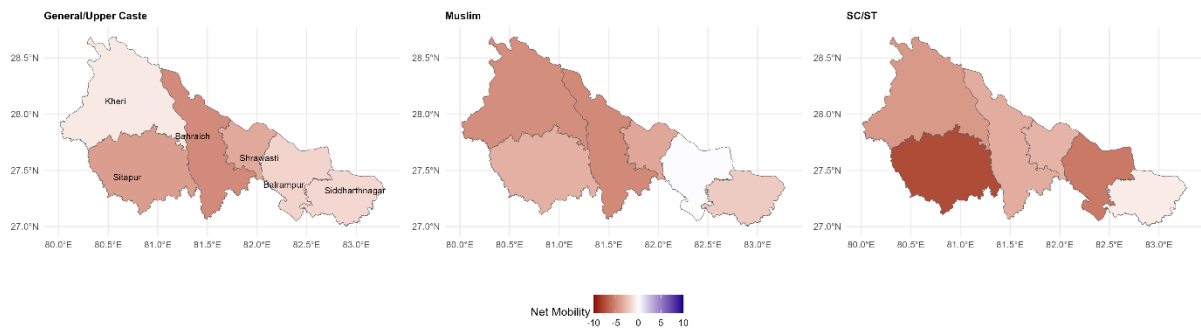 General/Upper Caste
Muslim
SC/ST
28.5°N
28.0°N
27.5°N
27.0°N
Kheri
Bahraich
Shrawasti
Sitapur
Balrampur
Siddharthnagar
80.0°E 80.5°E 81.0°E 81.5°E 82.0°E 82.5°E 83.0°E
28.5°N
28.0°N
27.5°N
27.0°N
80.0°E 80.5°E 81.0°E 81.5°E 82.0°E 82.5°E 83.0°E
28.5°N
28.0°N
27.5°N
27.0°N
80.0°E 80.5°E 81.0°E 81.5°E 82.0°E 82.5°E 83.0°E
Net Mobility
-10 -5 0 5 10